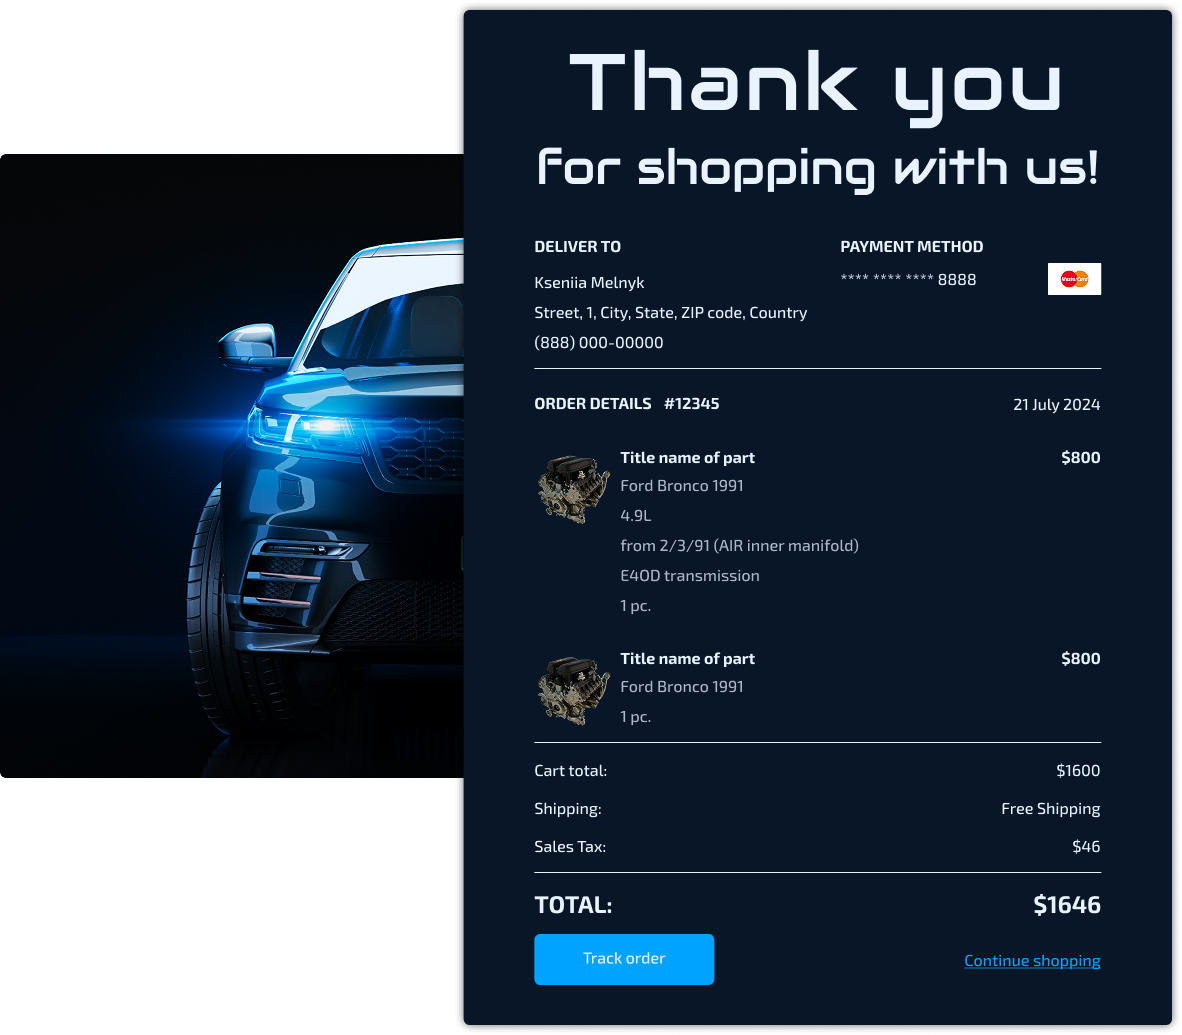 Thank you
for shopping with us!
DELIVER TO
Kseniia Melnyk
Street, 1, City, State, ZIP code, Country
(888) 000-00000
PAYMENT METHOD
**** **** **** 8888
MasterCard
ORDER DETAILS #12345
21 July 2024
Title name of part $800
Ford Bronco 1991
4.9L
from 2/3/91 (AIR inner manifold)
E4OD transmission
1 pc.
Title name of part $800
Ford Bronco 1991
1 pc.
Cart total: $1600
Shipping: Free Shipping
Sales Tax: $46
TOTAL: $1646
Track order
Continue shopping